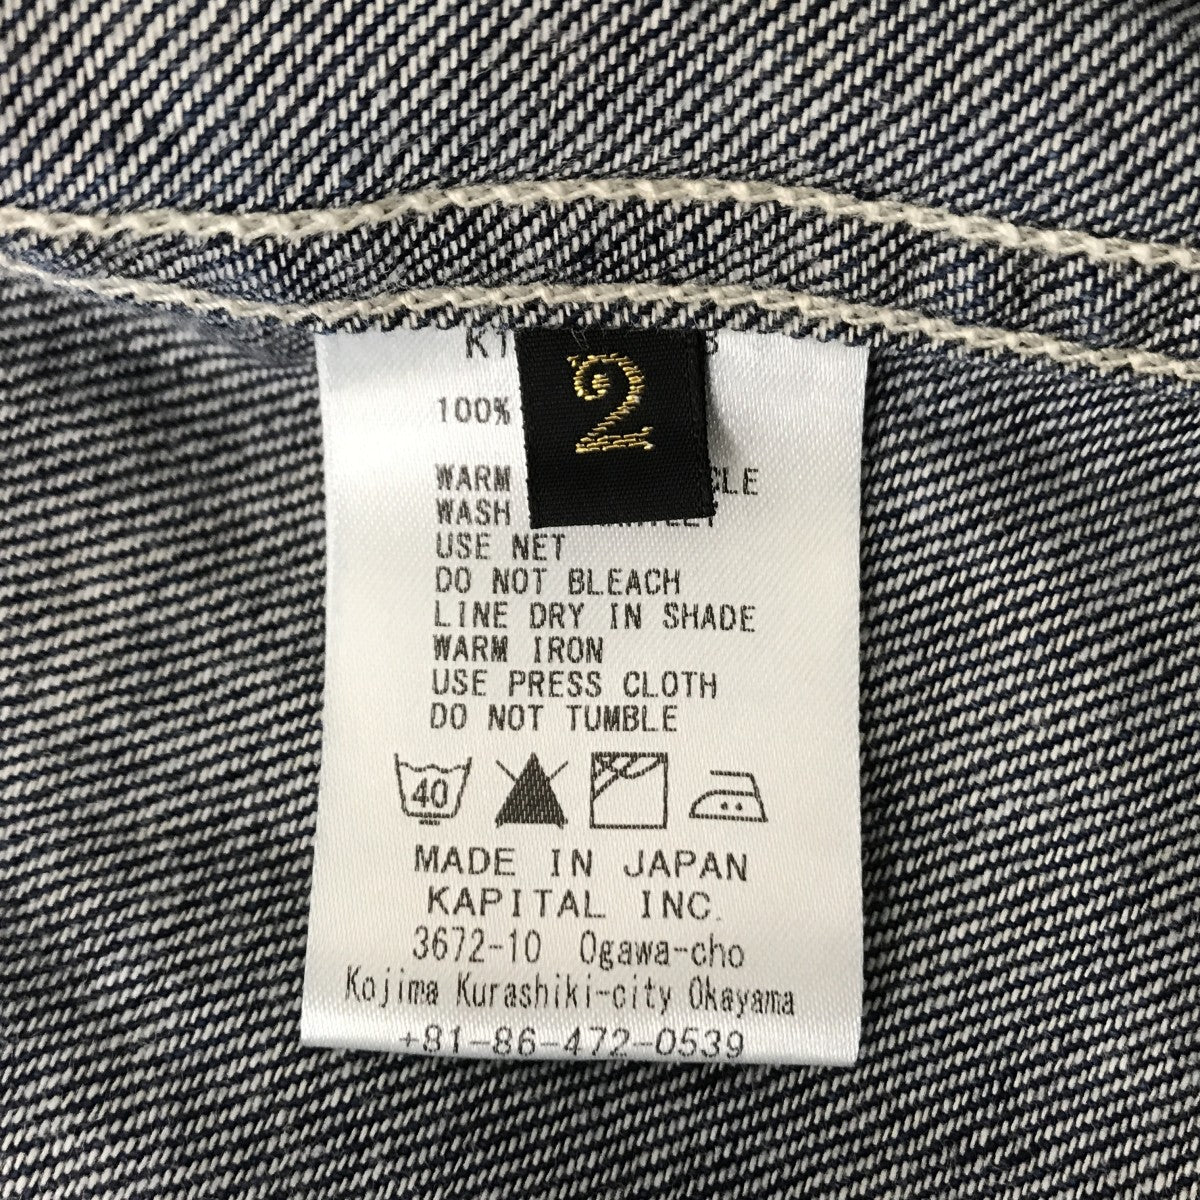 2
100%
WARM
WASH
USE NET
DO NOT BLEACH
LINE DRY IN SHADE
WARM IRON
USE PRESS CLOTH
DO NOT TUMBLE
40
MADE IN JAPAN
KAPITAL INC.
3672-10 Ogawa-cho
Kojima Kurashiki-city Okayama
+81-86-472-0539